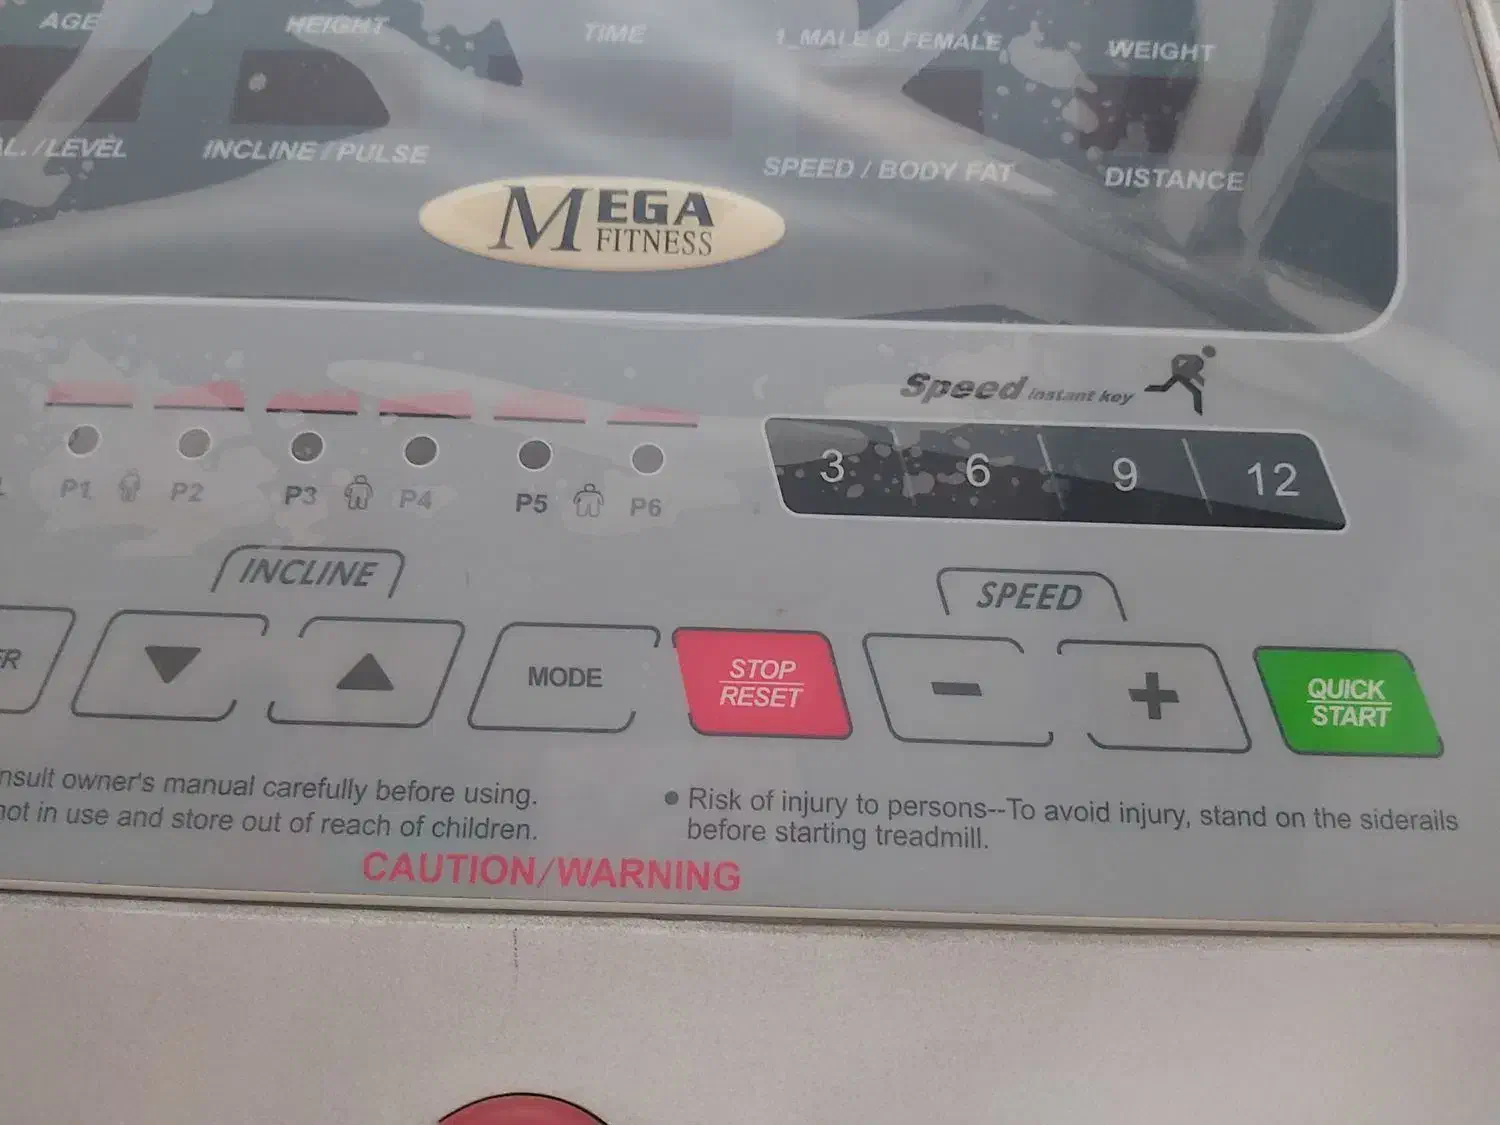 AGE HEIGHT TIME 1_MALE 0_FEMALE WEIGHT
/LEVEL INCLINE / PULSE SPEED / BODY FAT DISTANCE
MEGA
FITNESS
Speed instant key
3 6 9 12
P1 P2 P3 P4 P5 P6
INCLINE SPEED
MODE STOP
RESET - + QUICK
START
owner's manual carefully before using.
in use and store out of reach of children.
● Risk of injury to persons--To avoid injury, stand on the siderails
before starting treadmill.
CAUTION/WARNING